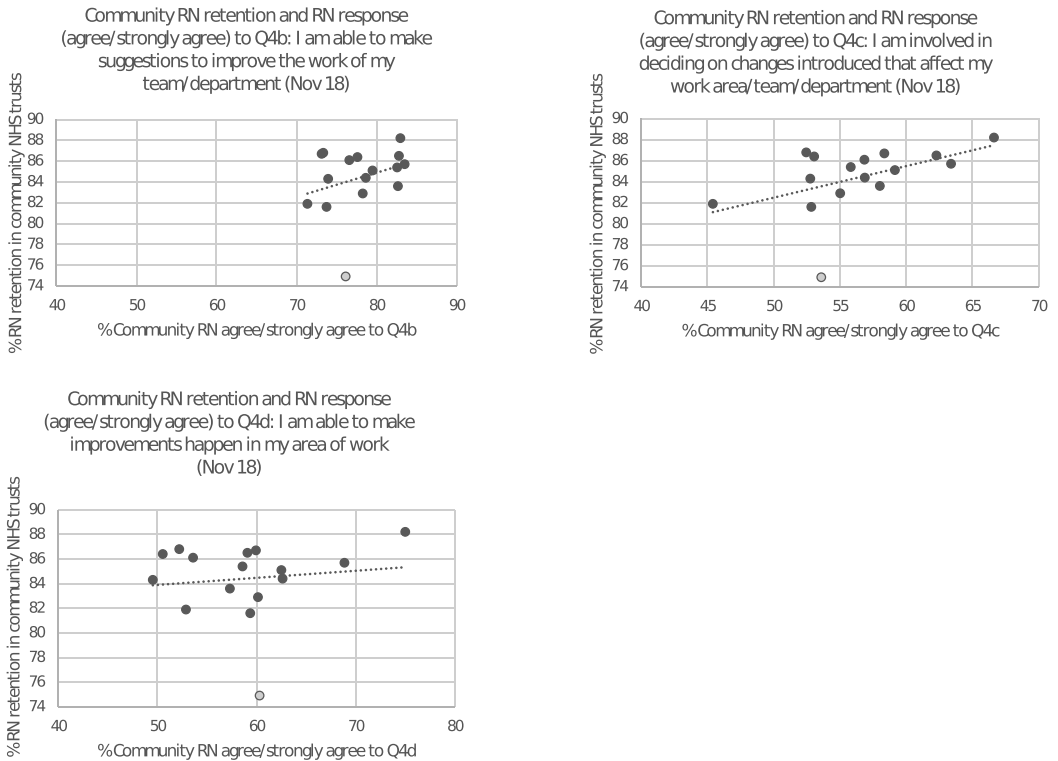 Community RN retention and RN response
(agree/strongly agree) to Q4b: I am able to make
suggestions to improve the work of my
team/department (Nov 18)
%RN retention in community NHS trusts
90
88
86
84
82
80
78
76
74
40
50
60
70
80
90
%Community RN agree/strongly agree to Q4b
Community RN retention and RN response
(agree/strongly agree) to Q4c: I am involved in
deciding on changes introduced that affect my
work area/team/department (Nov 18)
%RN retention in community NHS trusts
90
88
86
84
82
80
78
76
74
40
45
50
55
60
65
70
%Community RN agree/strongly agree to Q4c
Community RN retention and RN response
(agree/strongly agree) to Q4d: I am able to make
improvements happen in my area of work
(Nov 18)
%RN retention in community NHS trusts
90
88
86
84
82
80
78
76
74
40
50
60
70
80
%Community RN agree/strongly agree to Q4d